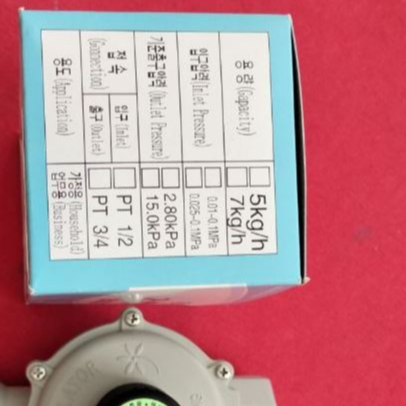 용량(Capacity)
□ 5kg/h
□ 7kg/h
입구압력(Inlet Pressure)
□ 0.01~0.1MPa
□ 0.025~0.1MPa
기준출구압력(Outlet Pressure)
□ 2.80kPa
□ 15.0kPa
접 속
(Connection)
입구(Inlet)
□ PT 1/2
출구(Outlet)
□ PT 3/4
용도(Application)
가정용(Household)
업무용(Business)